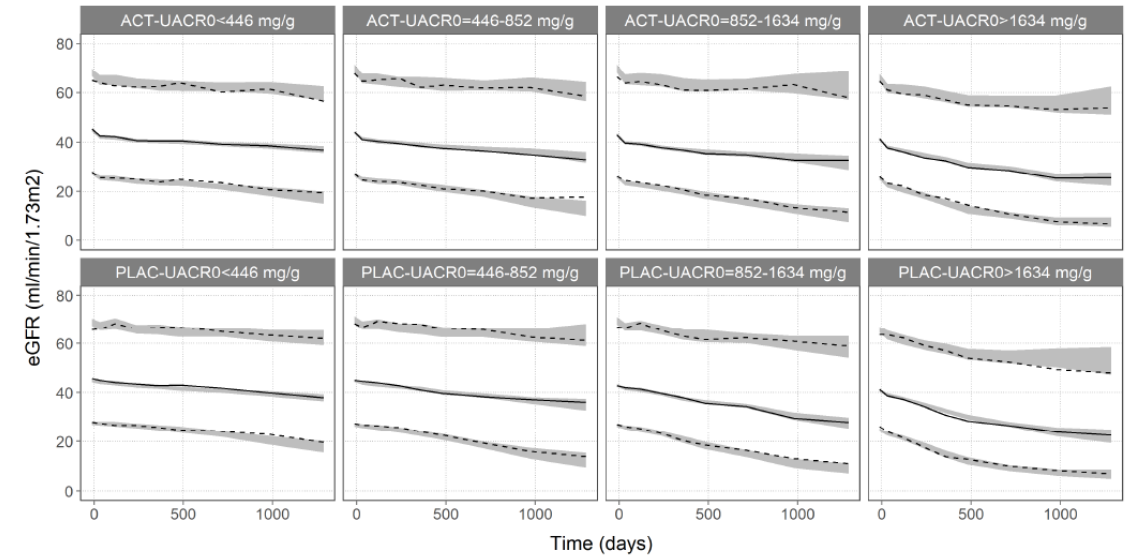 ACT-UACR0<446 mg/g
ACT-UACR0=446-852 mg/g
ACT-UACR0=852-1634 mg/g
ACT-UACR0>1634 mg/g
80
60
40
20
0
PLAC-UACR0<446 mg/g
PLAC-UACR0=446-852 mg/g
PLAC-UACR0=852-1634 mg/g
PLAC-UACR0>1634 mg/g
80
60
40
20
0
eGFR (ml/min/1.73m2)
0 500 1000
0 500 1000
0 500 1000
0 500 1000
Time (days)